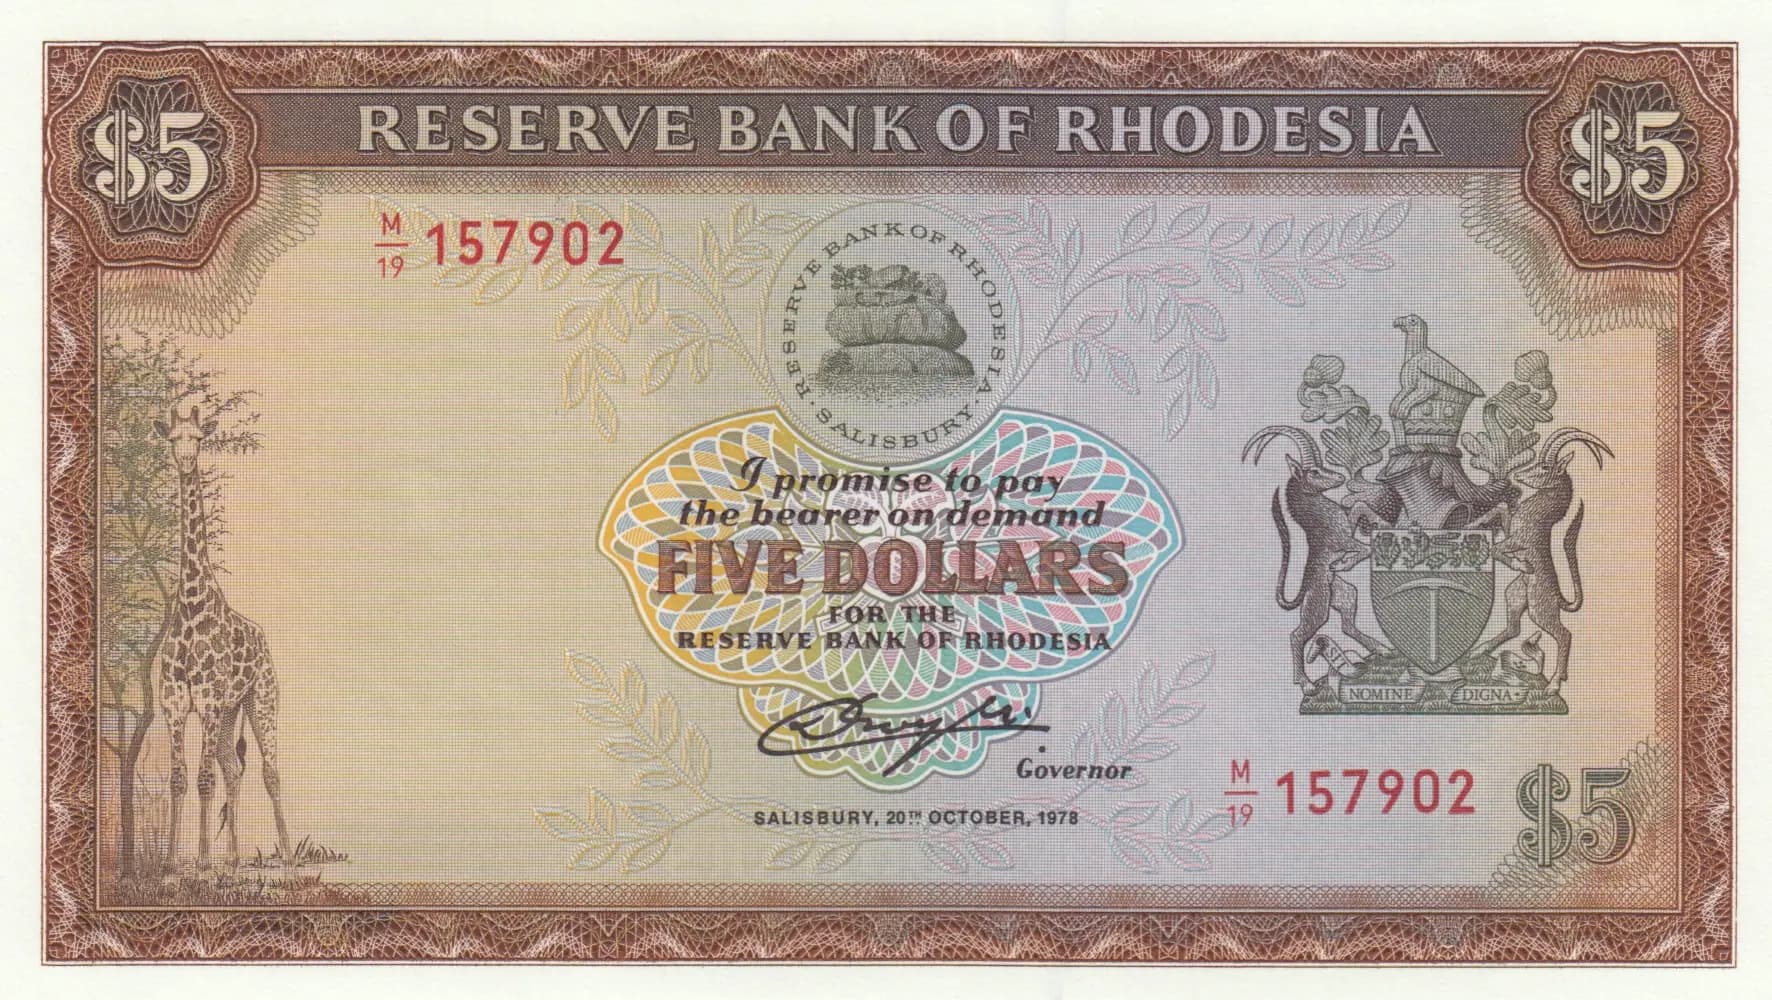 $5
RESERVE BANK OF RHODESIA
$5
M/19 157902
RESERVE BANK OF RHODESIA · SALISBURY ·
I promise to pay
the bearer on demand
FIVE DOLLARS
FOR THE
RESERVE BANK OF RHODESIA
Governor
SALISBURY, 20TH OCTOBER, 1978
SIT
NOMINE DIGNA
M/19 157902
$5